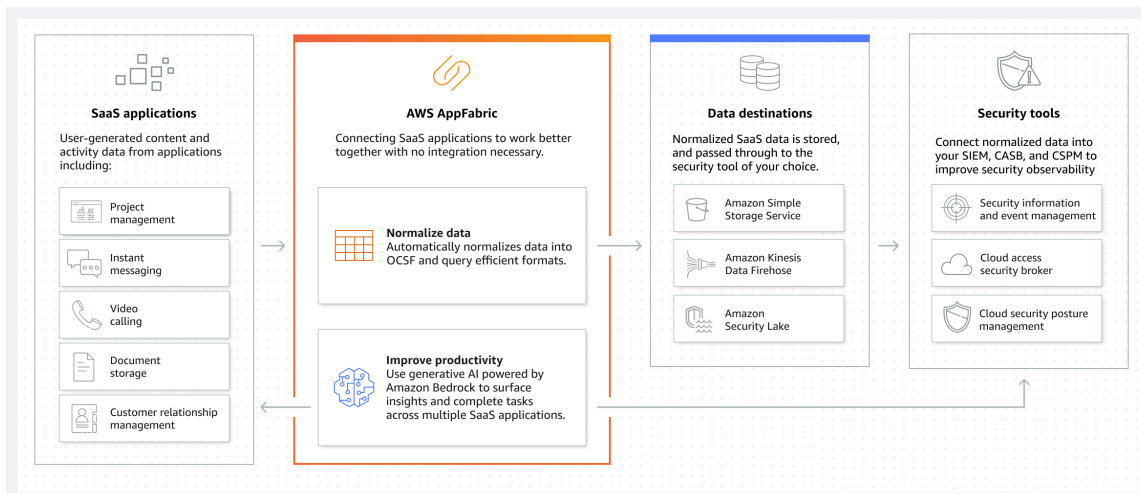 SaaS applications
User-generated content and
activity data from applications
including:
Project
management
Instant
messaging
Video
calling
Document
storage
Customer relationship
management
AWS AppFabric
Connecting SaaS applications to work better
together with no integration necessary.
Normalize data
Automatically normalizes data into
OCSF and query efficient formats.
Improve productivity
Use generative AI powered by
Amazon Bedrock to surface
insights and complete tasks
across multiple SaaS applications.
Data destinations
Normalized SaaS data is stored,
and passed through to the
security tool of your choice.
Amazon Simple
Storage Service
Amazon Kinesis
Data Firehose
Amazon
Security Lake
Security tools
Connect normalized data into
your SIEM, CASB, and CSPM to
improve security observability
Security information
and event management
Cloud access
security broker
Cloud security posture
management